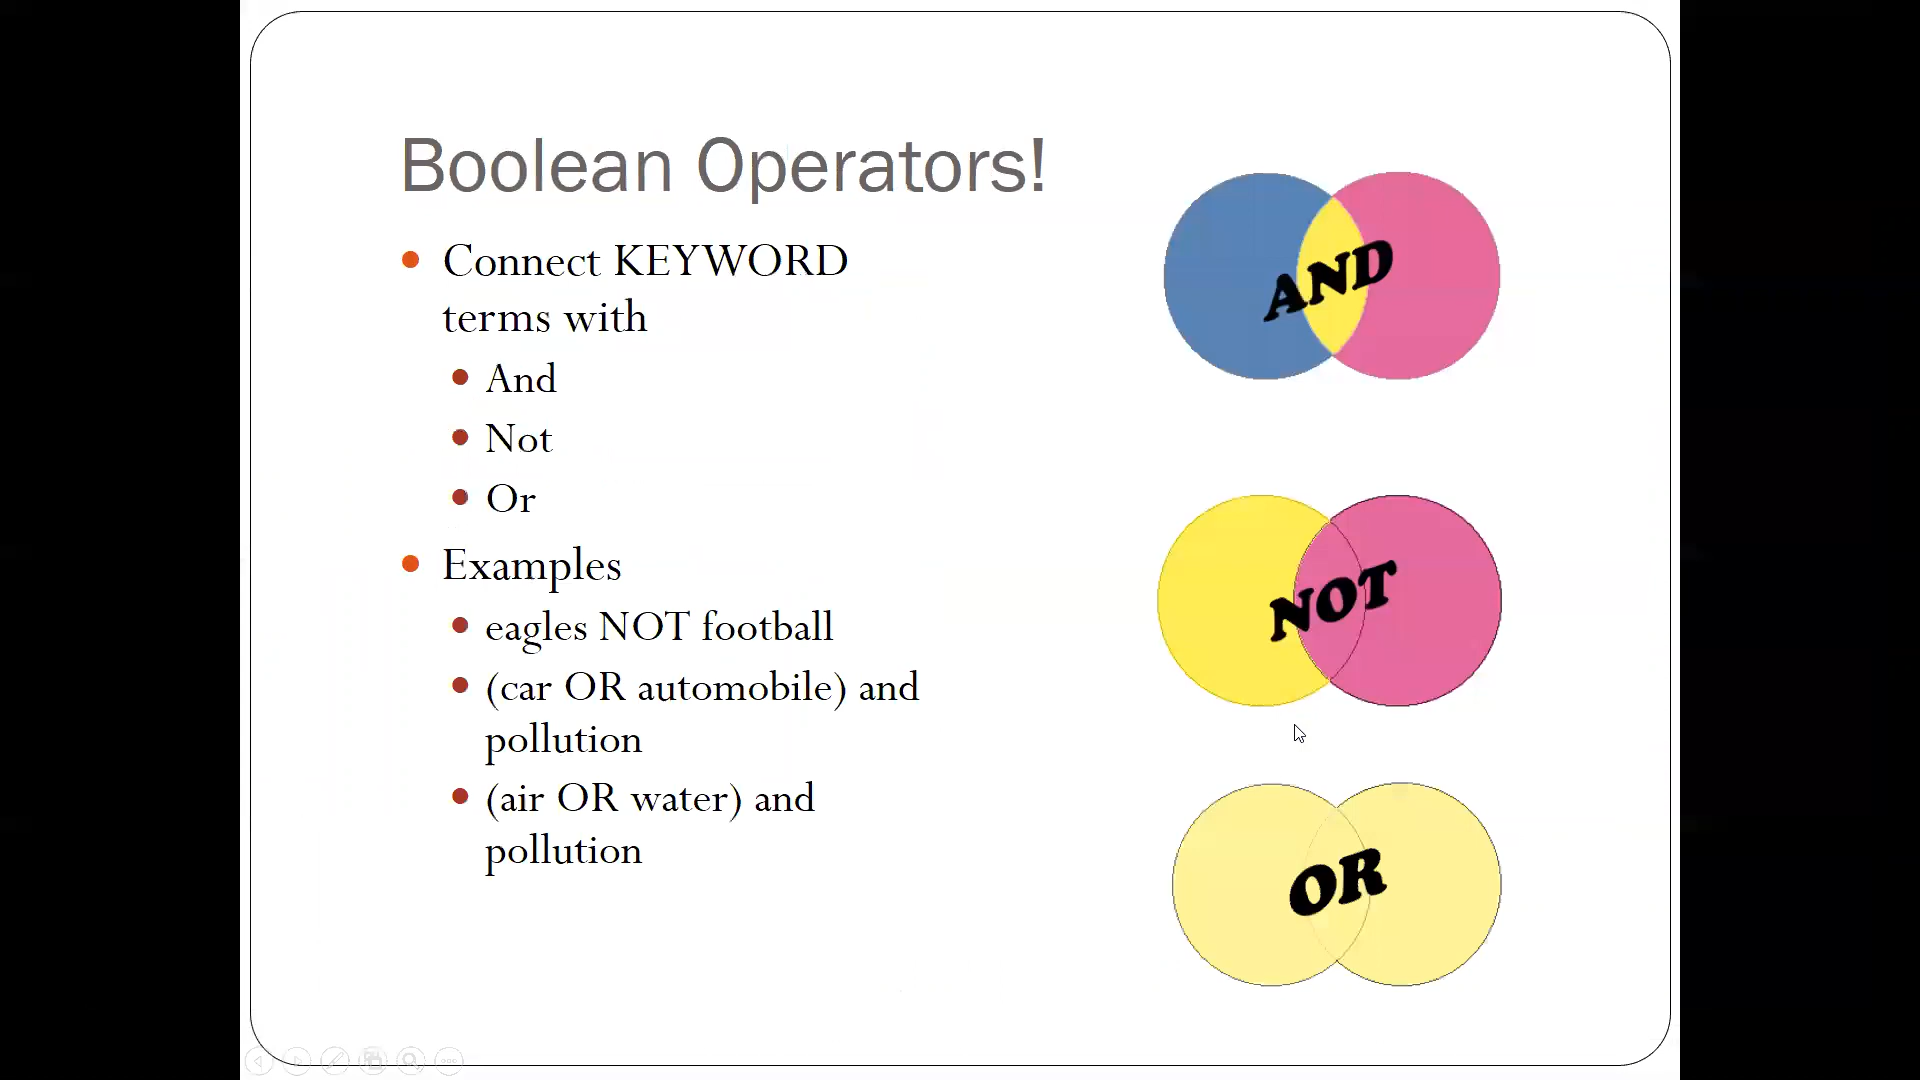 Boolean Operators!
Connect KEYWORD
terms with
And
Not
Or
Examples
eagles NOT football
(car OR automobile) and
pollution
(air OR water) and
pollution
AND
NOT
OR